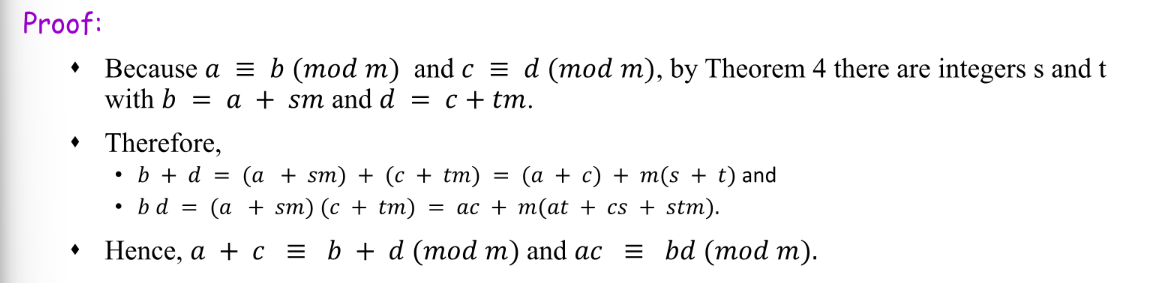 Proof:
⬧ Because a ≡ b (mod m) and c ≡ d (mod m), by Theorem 4 there are integers s and t
with b = a + sm and d = c + tm.
⬧ Therefore,
• b + d = (a + sm) + (c + tm) = (a + c) + m(s + t) and
• b d = (a + sm) (c + tm) = ac + m(at + cs + stm).
⬧ Hence, a + c ≡ b + d (mod m) and ac ≡ bd (mod m).